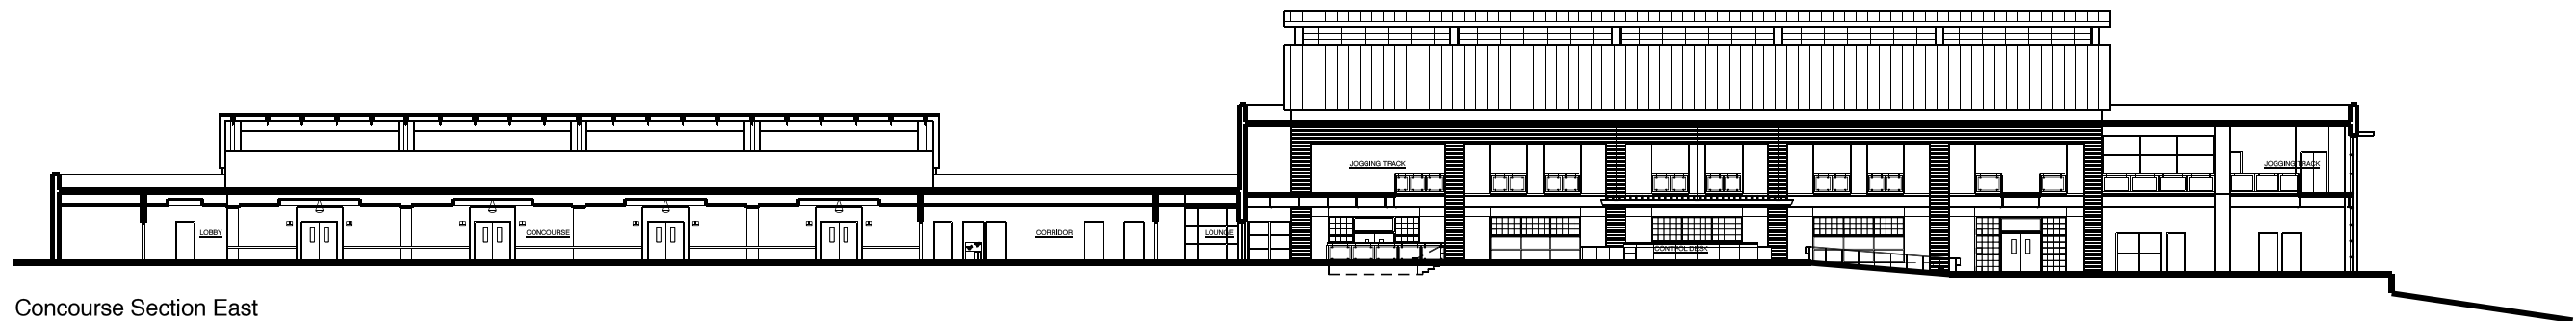 JOGGING TRACK
JOGGING TRACK
LOBBY
CONCOURSE
CORRIDOR
LOUNGE
CONTROL DESK
Concourse Section East